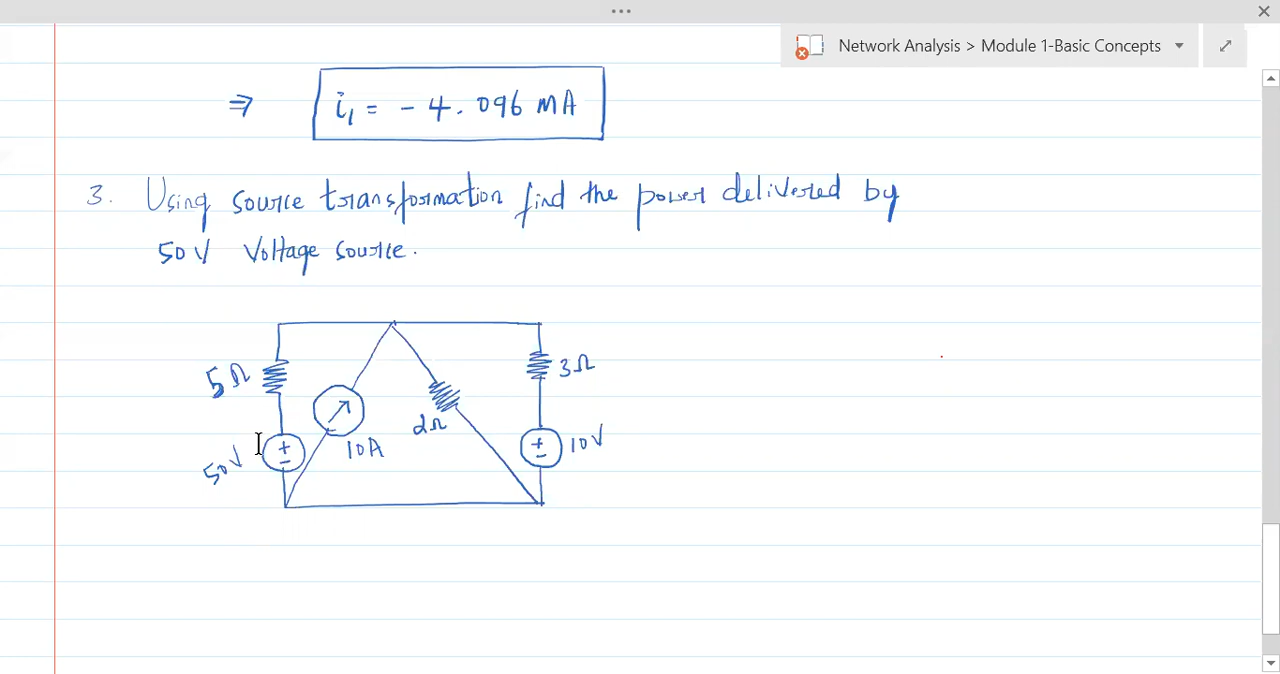 Network Analysis > Module 1-Basic Concepts
⇒ i₁ = - 4.096 mA
3. Using source transformation find the power delivered by
50V Voltage source.
5Ω
3Ω
2Ω
+
-
50V
10A
+
-
10V